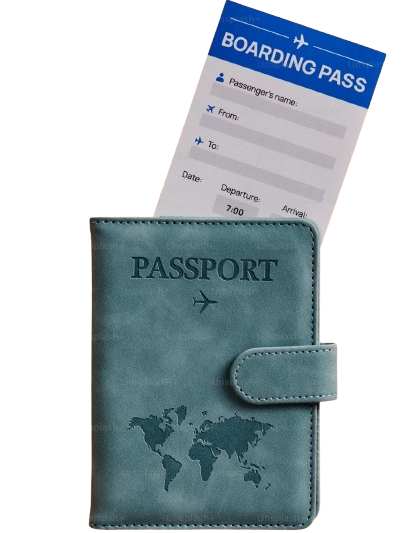 BOARDING PASS
Passenger's name:
From:
To:
Date:
Departure:
Arrival:
7:00
PASSPORT